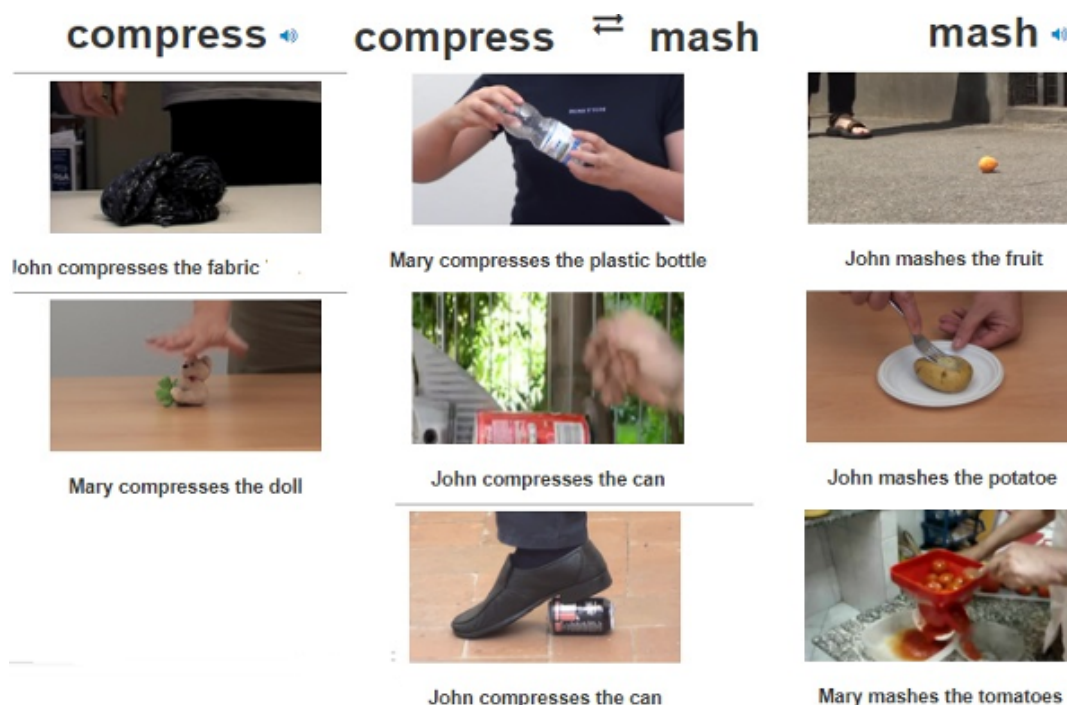 compress
compress ⇄ mash
mash
John compresses the fabric
Mary compresses the plastic bottle
John mashes the fruit
Mary compresses the doll
John compresses the can
John mashes the potatoe
John compresses the can
Mary mashes the tomatoes